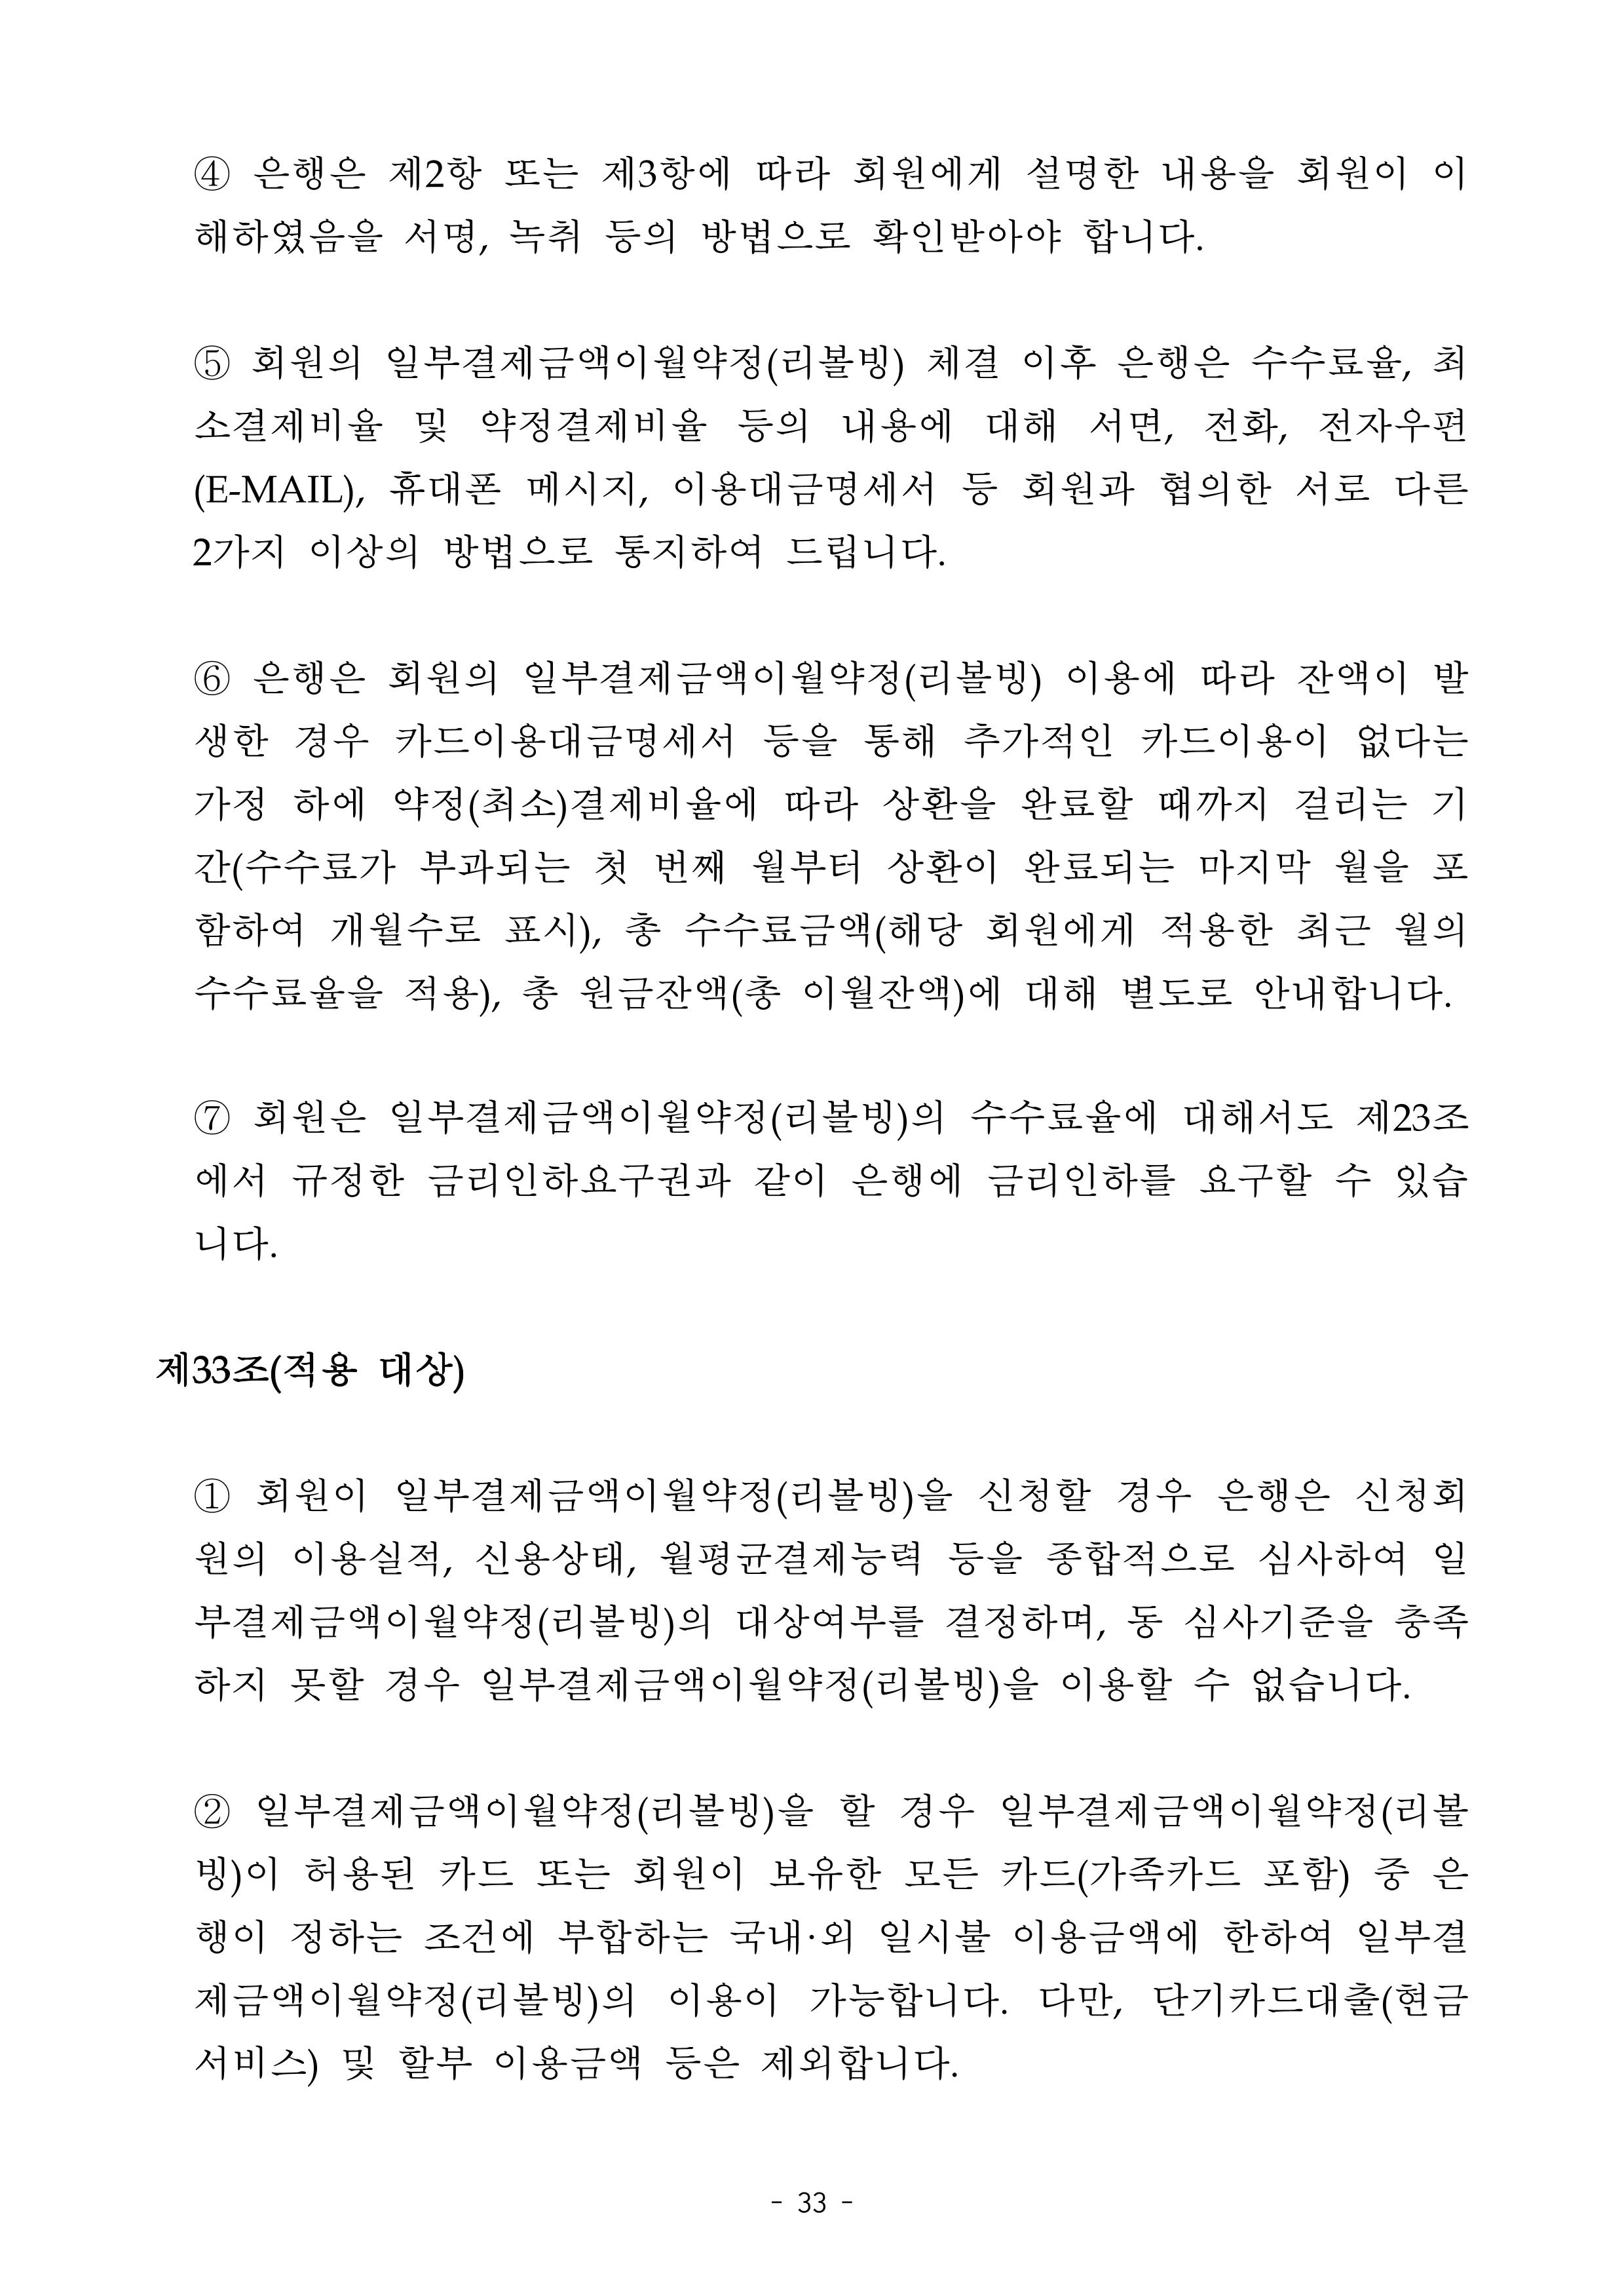 ④ 은행은 제2항 또는 제3항에 따라 회원에게 설명한 내용을 회원이 이
해하였음을 서명, 녹취 등의 방법으로 확인받아야 합니다.
⑤ 회원의 일부결제금액이월약정(리볼빙) 체결 이후 은행은 수수료율, 최
소결제비율 및 약정결제비율 등의 내용에 대해 서면, 전화, 전자우편
(E-MAIL), 휴대폰 메시지, 이용대금명세서 등 회원과 협의한 서로 다른
2가지 이상의 방법으로 통지하여 드립니다.
⑥ 은행은 회원의 일부결제금액이월약정(리볼빙) 이용에 따라 잔액이 발
생한 경우 카드이용대금명세서 등을 통해 추가적인 카드이용이 없다는
가정 하에 약정(최소)결제비율에 따라 상환을 완료할 때까지 걸리는 기
간(수수료가 부과되는 첫 번째 월부터 상환이 완료되는 마지막 월을 포
함하여 개월수로 표시), 총 수수료금액(해당 회원에게 적용한 최근 월의
수수료율을 적용), 총 원금잔액(총 이월잔액)에 대해 별도로 안내합니다.
⑦ 회원은 일부결제금액이월약정(리볼빙)의 수수료율에 대해서도 제23조
에서 규정한 금리인하요구권과 같이 은행에 금리인하를 요구할 수 있습
니다.
제33조(적용 대상)
① 회원이 일부결제금액이월약정(리볼빙)을 신청할 경우 은행은 신청회
원의 이용실적, 신용상태, 월평균결제능력 등을 종합적으로 심사하여 일
부결제금액이월약정(리볼빙)의 대상여부를 결정하며, 동 심사기준을 충족
하지 못할 경우 일부결제금액이월약정(리볼빙)을 이용할 수 없습니다.
② 일부결제금액이월약정(리볼빙)을 할 경우 일부결제금액이월약정(리볼
빙)이 허용된 카드 또는 회원이 보유한 모든 카드(가족카드 포함) 중 은
행이 정하는 조건에 부합하는 국내·외 일시불 이용금액에 한하여 일부결
제금액이월약정(리볼빙)의 이용이 가능합니다. 다만, 단기카드대출(현금
서비스) 및 할부 이용금액 등은 제외합니다.
- 33 -